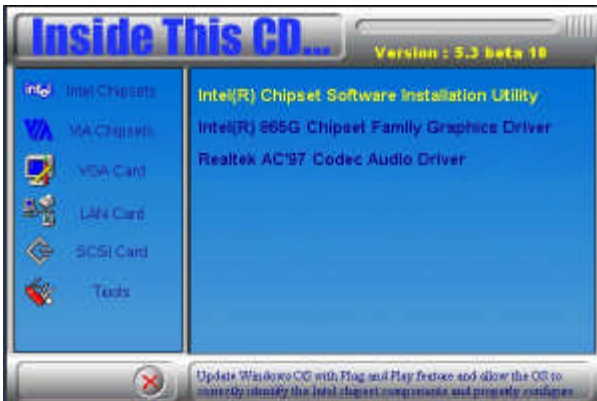 Inside This CD...
Version : 5.3 beta 10
intel
Intel Chipsets
VIA
VIA Chipsets
VGA Card
LAN Card
SCSI Card
Tools
Intel(R) Chipset Software Installation Utility
Intel(R) 865G Chipset Family Graphics Driver
Realtek AC'97 Codec Audio Driver
Update Windows OS with Plug and Play feature and allow the OS to
correctly identify the Intel chipset components and properly configure